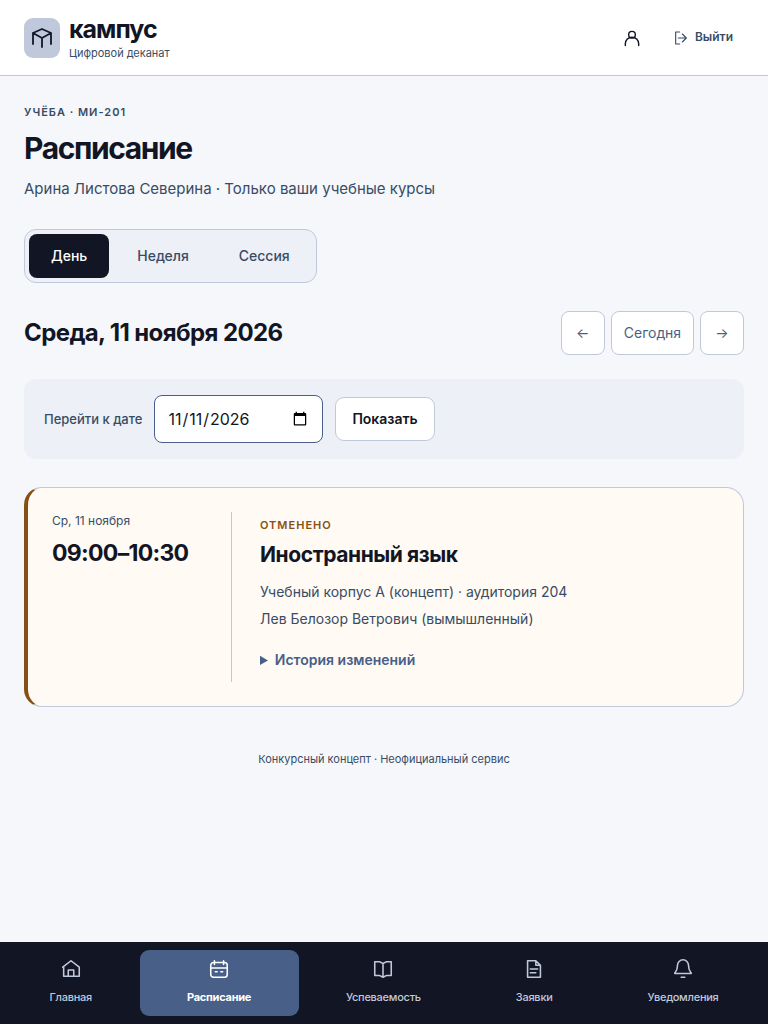 кампус
Цифровой деканат
Выйти
УЧЁБА · МИ-201
Расписание
Арина Листова Северина · Только ваши учебные курсы
День
Неделя
Сессия
Среда, 11 ноября 2026
←
Сегодня
→
Перейти к дате
11/11/2026
Показать
Ср, 11 ноября
09:00–10:30
ОТМЕНЕНО
Иностранный язык
Учебный корпус А (концепт) · аудитория 204
Лев Белозор Ветрович (вымышленный)
История изменений
Конкурсный концепт · Неофициальный сервис
Главная
Расписание
Успеваемость
Заявки
Уведомления